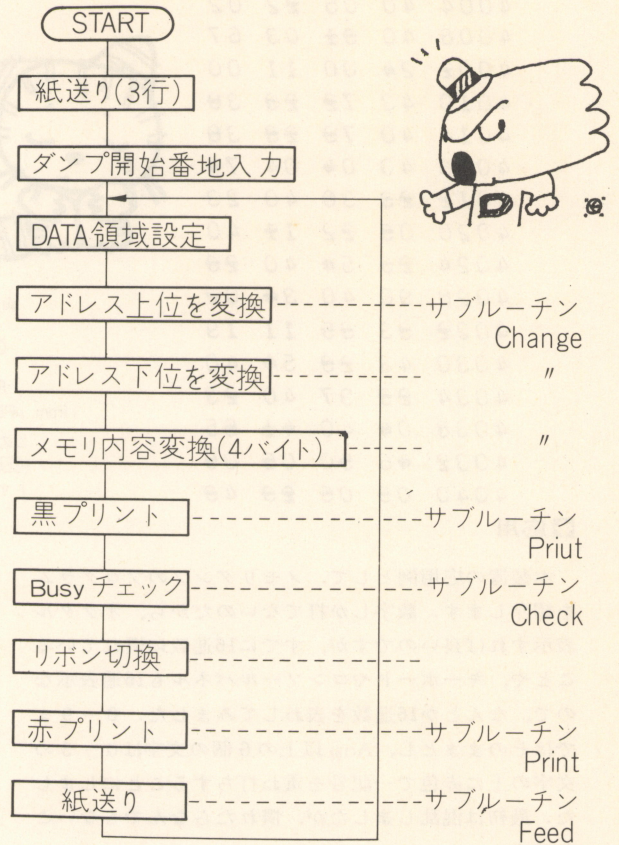 START
紙送り(3行)
ダンプ開始番地入力
DATA領域設定
アドレス上位を変換
サブルーチン
Change
アドレス下位を変換
〃
メモリ内容変換(4バイト)
〃
黒プリント
サブルーチン
Priut
Busy チェック
サブルーチン
Check
リボン切換
赤プリント
サブルーチン
Print
紙送り
サブルーチン
Feed